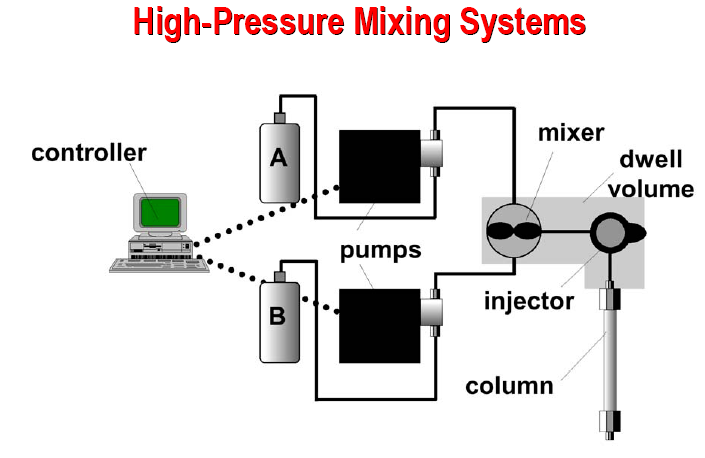 High-Pressure Mixing Systems
controller
A
mixer
dwell
volume
pumps
B
injector
column